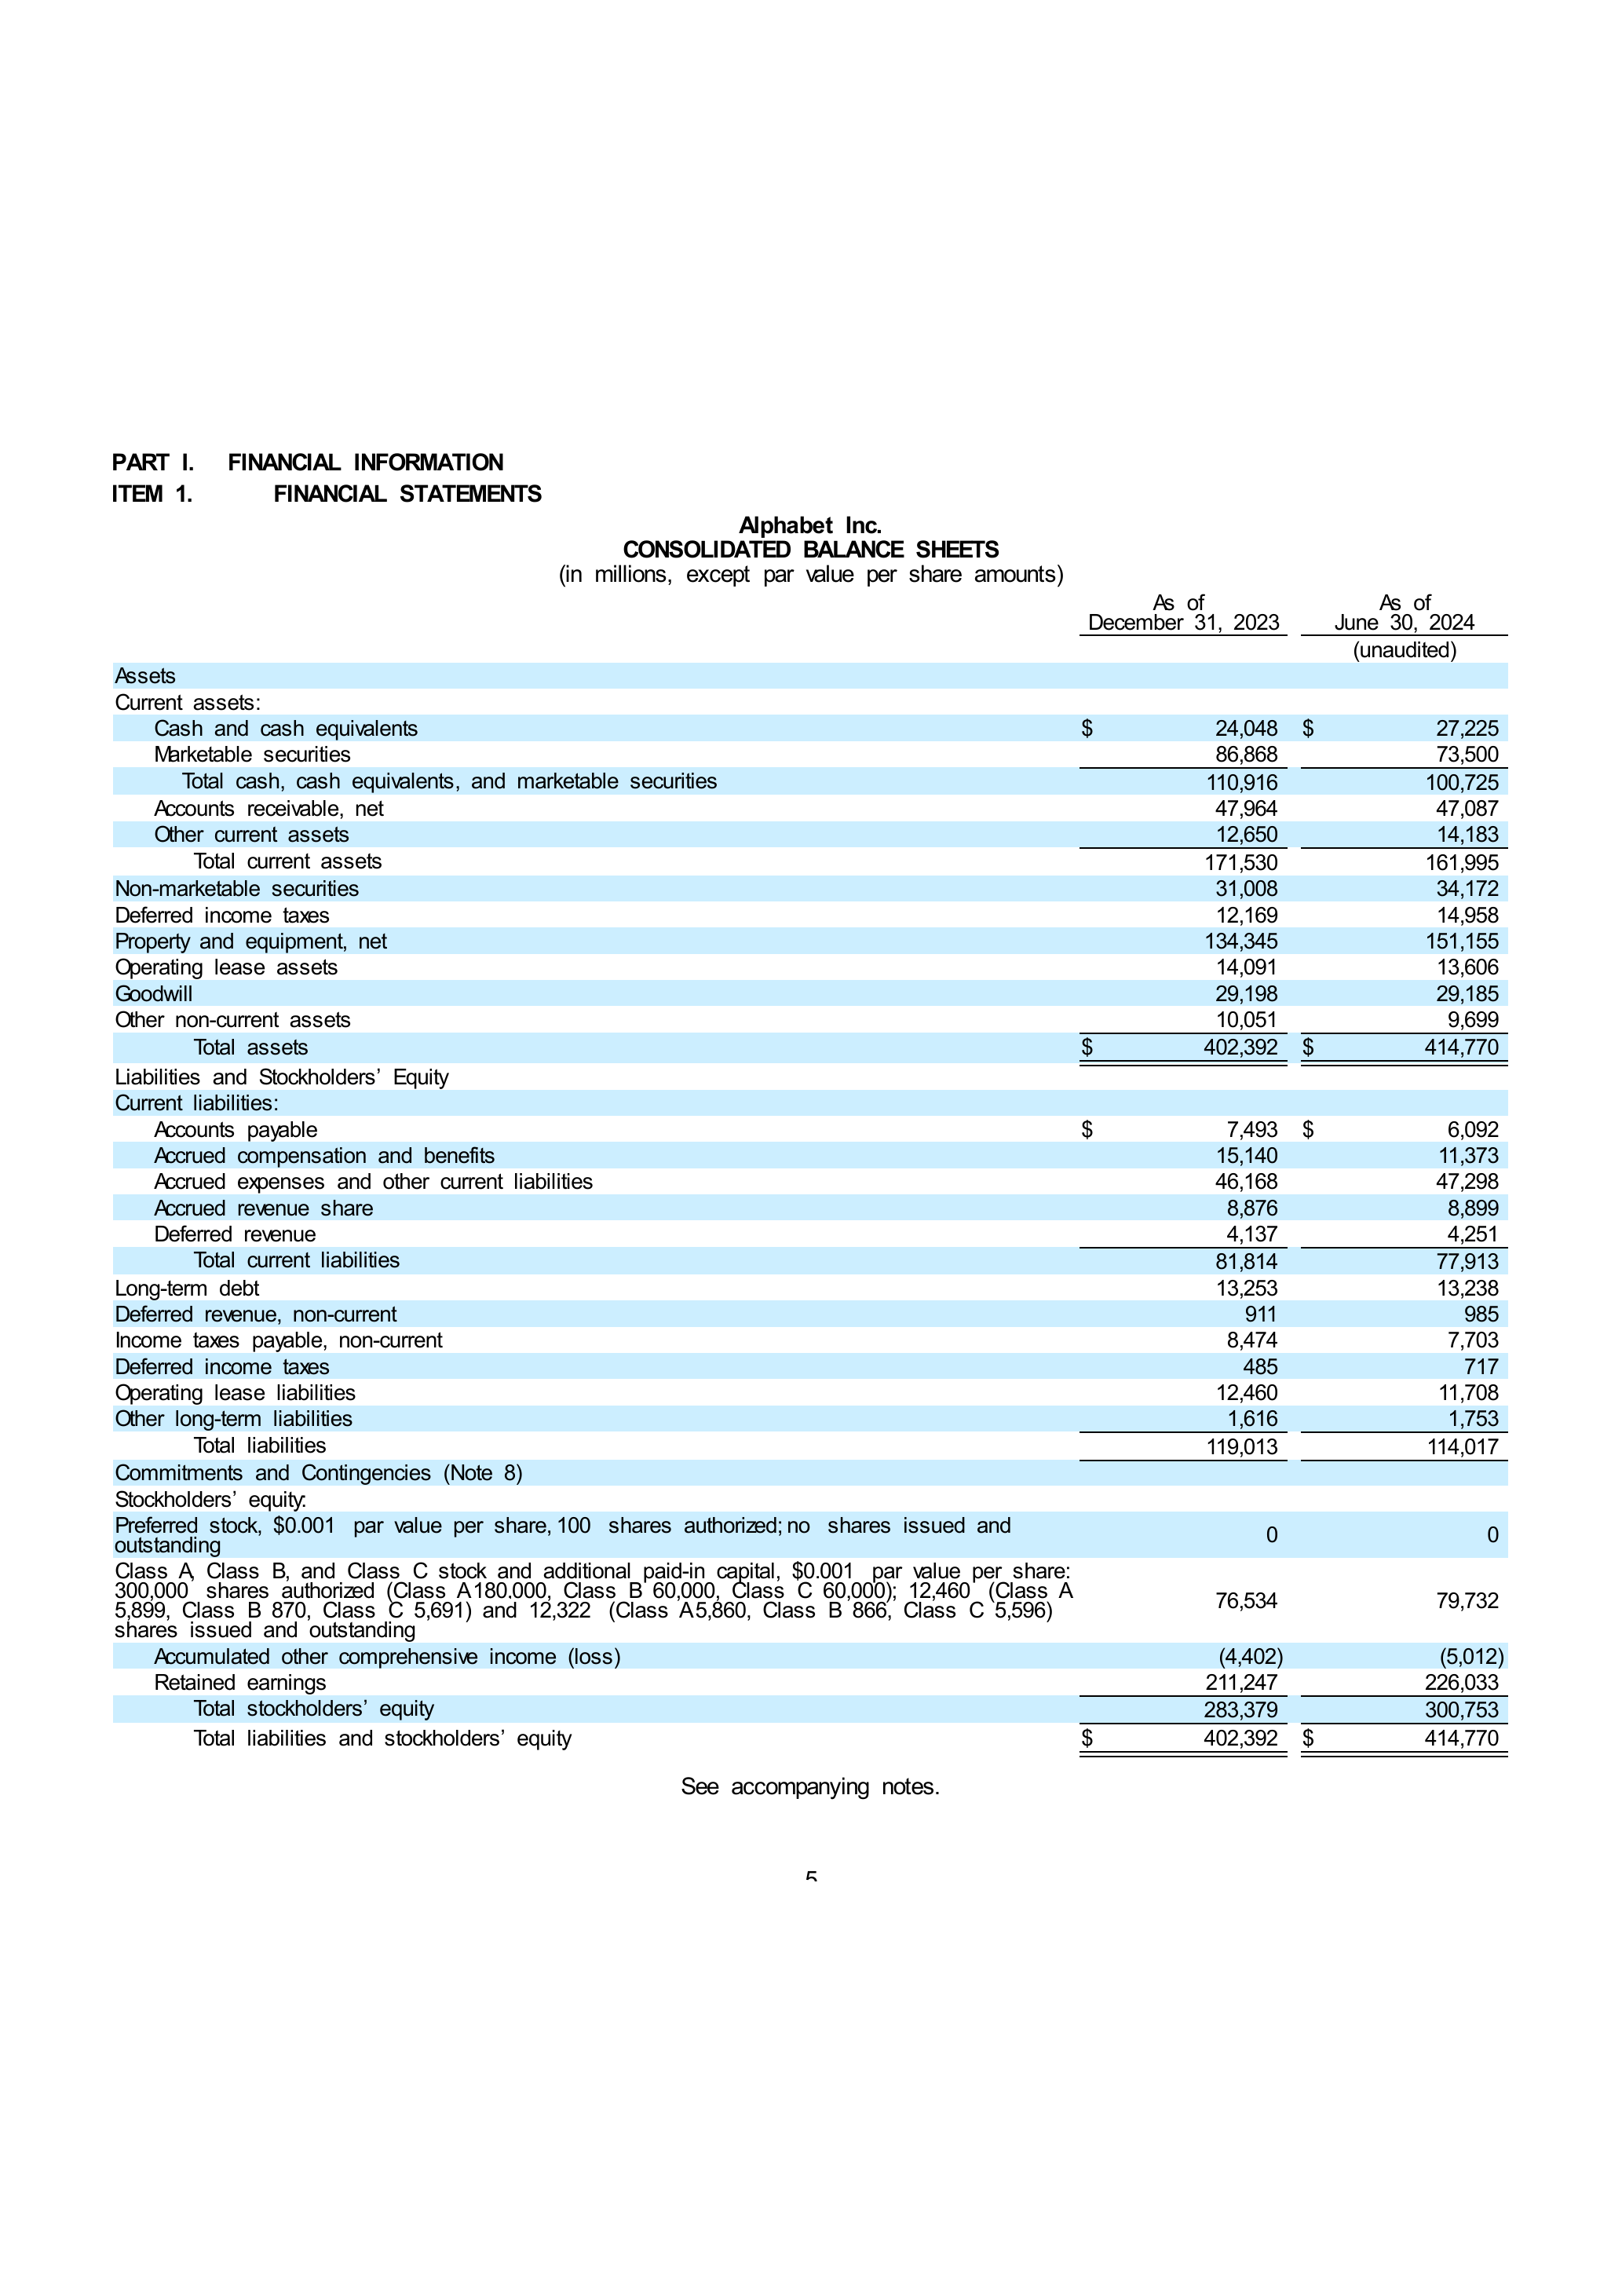 PART I. FINANCIAL INFORMATION
ITEM 1. FINANCIAL STATEMENTS
Alphabet Inc.
CONSOLIDATED BALANCE SHEETS
(in millions, except par value per share amounts)
As of December 31, 2023 As of June 30, 2024
(unaudited)
Assets
Current assets:
Cash and cash equivalents $ 24,048 $ 27,225
Marketable securities 86,868 73,500
Total cash, cash equivalents, and marketable securities 110,916 100,725
Accounts receivable, net 47,964 47,087
Other current assets 12,650 14,183
Total current assets 171,530 161,995
Non-marketable securities 31,008 34,172
Deferred income taxes 12,169 14,958
Property and equipment, net 134,345 151,155
Operating lease assets 14,091 13,606
Goodwill 29,198 29,185
Other non-current assets 10,051 9,699
Total assets $ 402,392 $ 414,770
Liabilities and Stockholders’ Equity
Current liabilities:
Accounts payable $ 7,493 $ 6,092
Accrued compensation and benefits 15,140 11,373
Accrued expenses and other current liabilities 46,168 47,298
Accrued revenue share 8,876 8,899
Deferred revenue 4,137 4,251
Total current liabilities 81,814 77,913
Long-term debt 13,253 13,238
Deferred revenue, non-current 911 985
Income taxes payable, non-current 8,474 7,703
Deferred income taxes 485 717
Operating lease liabilities 12,460 11,708
Other long-term liabilities 1,616 1,753
Total liabilities 119,013 114,017
Commitments and Contingencies (Note 8)
Stockholders’ equity:
Preferred stock, $0.001 par value per share, 100 shares authorized; no shares issued and
outstanding 0 0
Class A, Class B, and Class C stock and additional paid-in capital, $0.001 par value per share:
300,000 shares authorized (Class A 180,000, Class B 60,000, Class C 60,000); 12,460 (Class A
5,899, Class B 870, Class C 5,691) and 12,322 (Class A 5,860, Class B 866, Class C 5,596)
shares issued and outstanding 76,534 79,732
Accumulated other comprehensive income (loss) (4,402) (5,012)
Retained earnings 211,247 226,033
Total stockholders’ equity 283,379 300,753
Total liabilities and stockholders’ equity $ 402,392 $ 414,770
See accompanying notes.
5